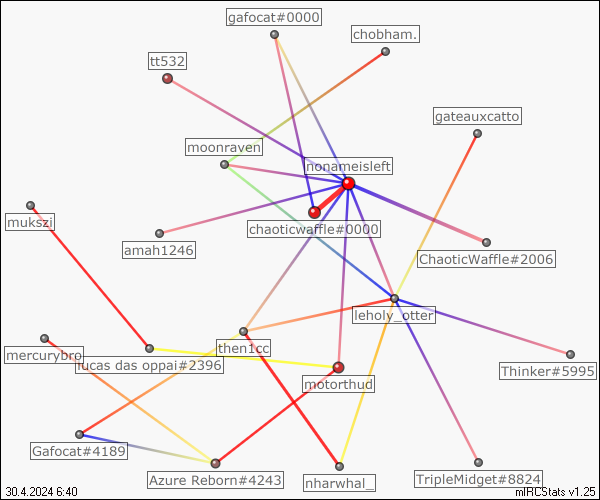 gafocat#0000
chobham.
tt532
gateauxcatto
moonraven
nonameisleft
mukszi
chaoticwaffle#0000
amah1246
ChaoticWaffle#2006
leholy_otter
mercurybro
lucas das oppai#2396
then1cc
motorthud
Thinker#5995
Gafocat#4189
Azure Reborn#4243
nharwhal_
TripleMidget#8824
30.4.2024 6:40
mIRCStats v1.25